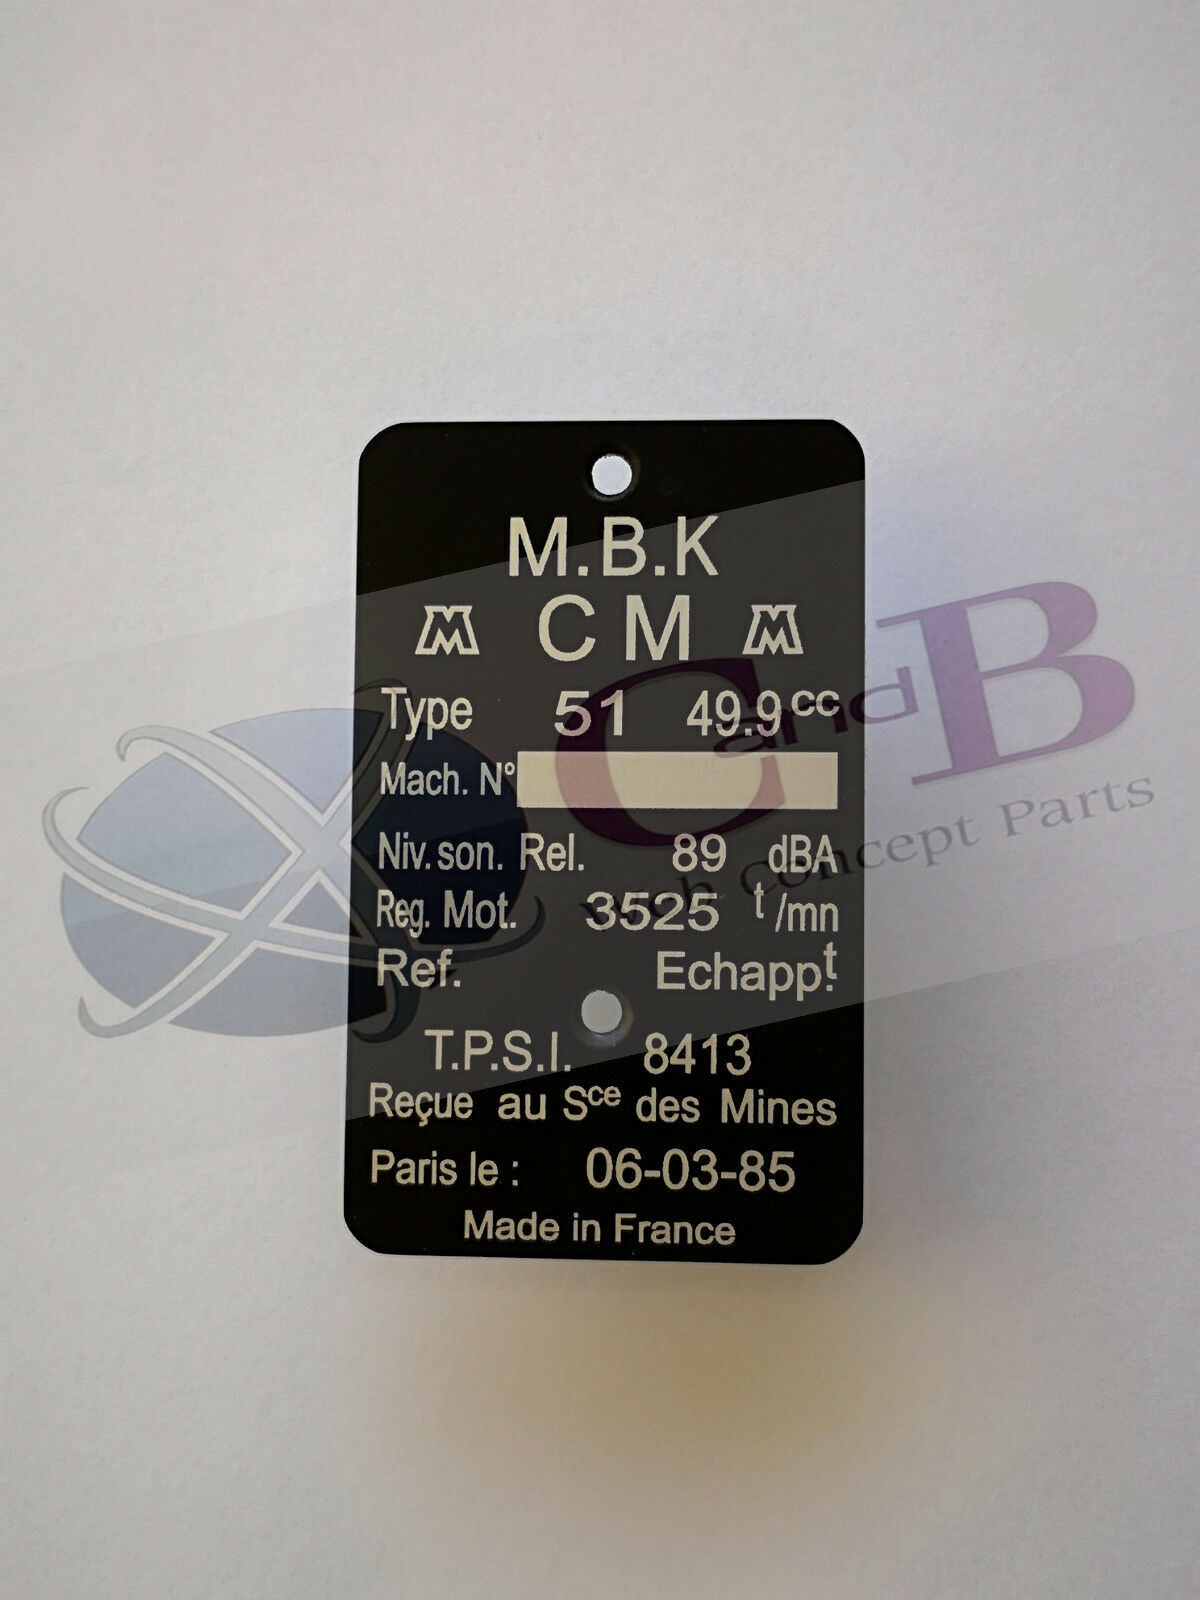 M.B.K
M CM M
Type 51 49.9cc
Mach. N°
Niv. son. Rel. 89 dBA
Reg. Mot. 3525 t/mn
Ref. Echappt.
T.P.S.I. 8413
Reçue au Sce des Mines
Paris le : 06-03-85
Made in France
C and B
Web Concept Parts